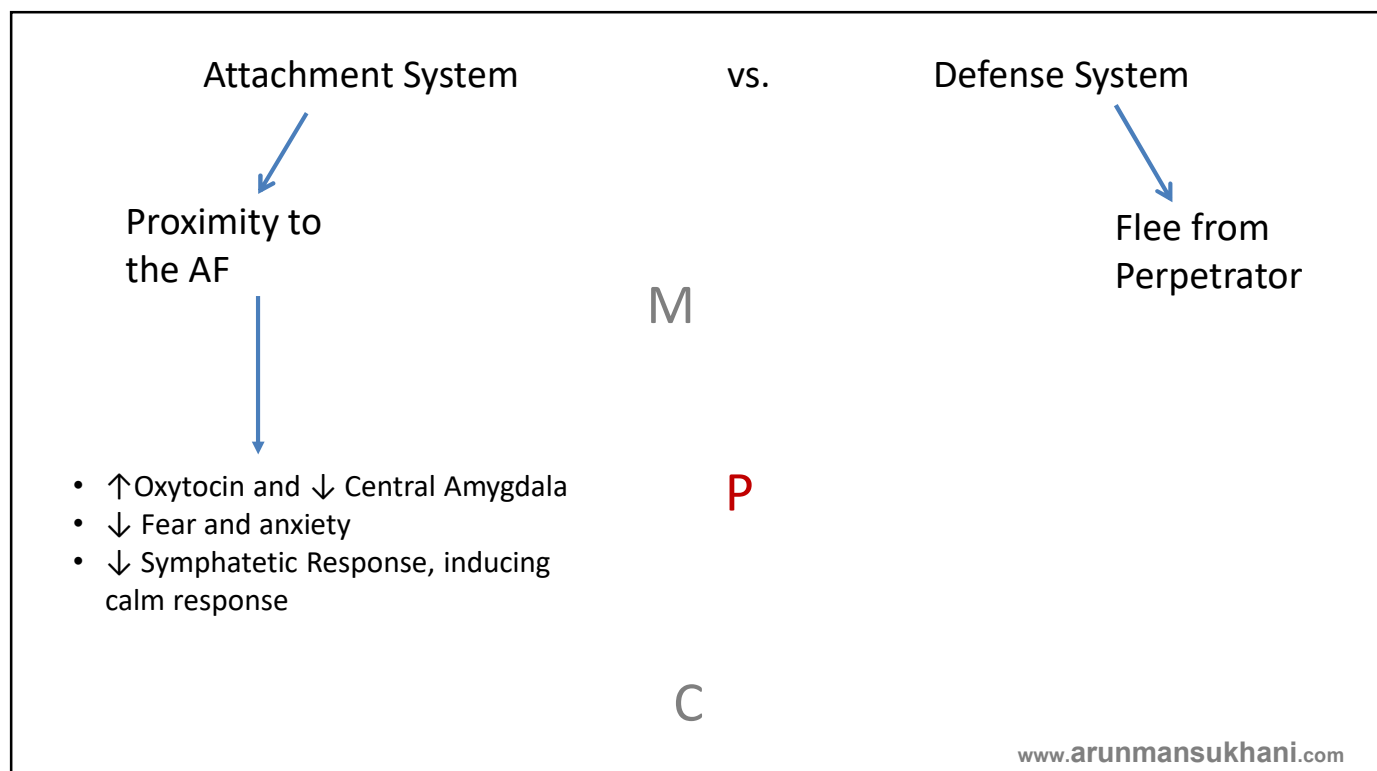 Attachment System vs. Defense System
Proximity to
the AF
Flee from
Perpetrator
M
• ↑Oxytocin and ↓ Central Amygdala
• ↓ Fear and anxiety
• ↓ Symphatetic Response, inducing
calm response
P
C
www.arunmansukhani.com